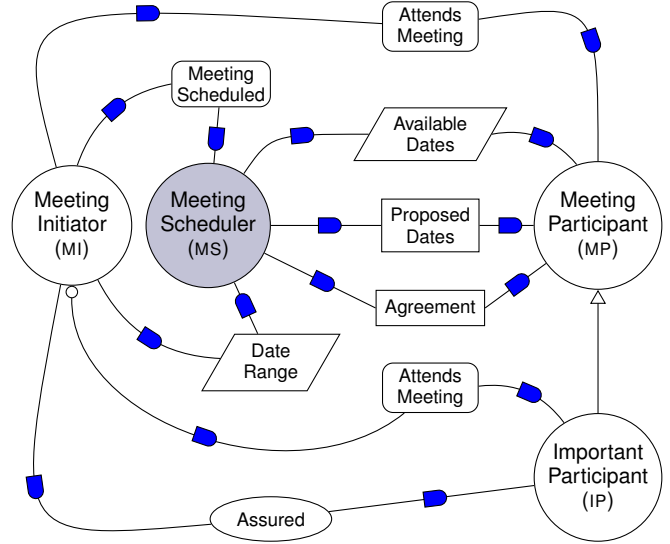 Attends
Meeting
Meeting
Scheduled
Available
Dates
Meeting
Initiator
(MI)
Meeting
Scheduler
(MS)
Proposed
Dates
Meeting
Participant
(MP)
Agreement
Date
Range
Attends
Meeting
Important
Participant
(IP)
Assured